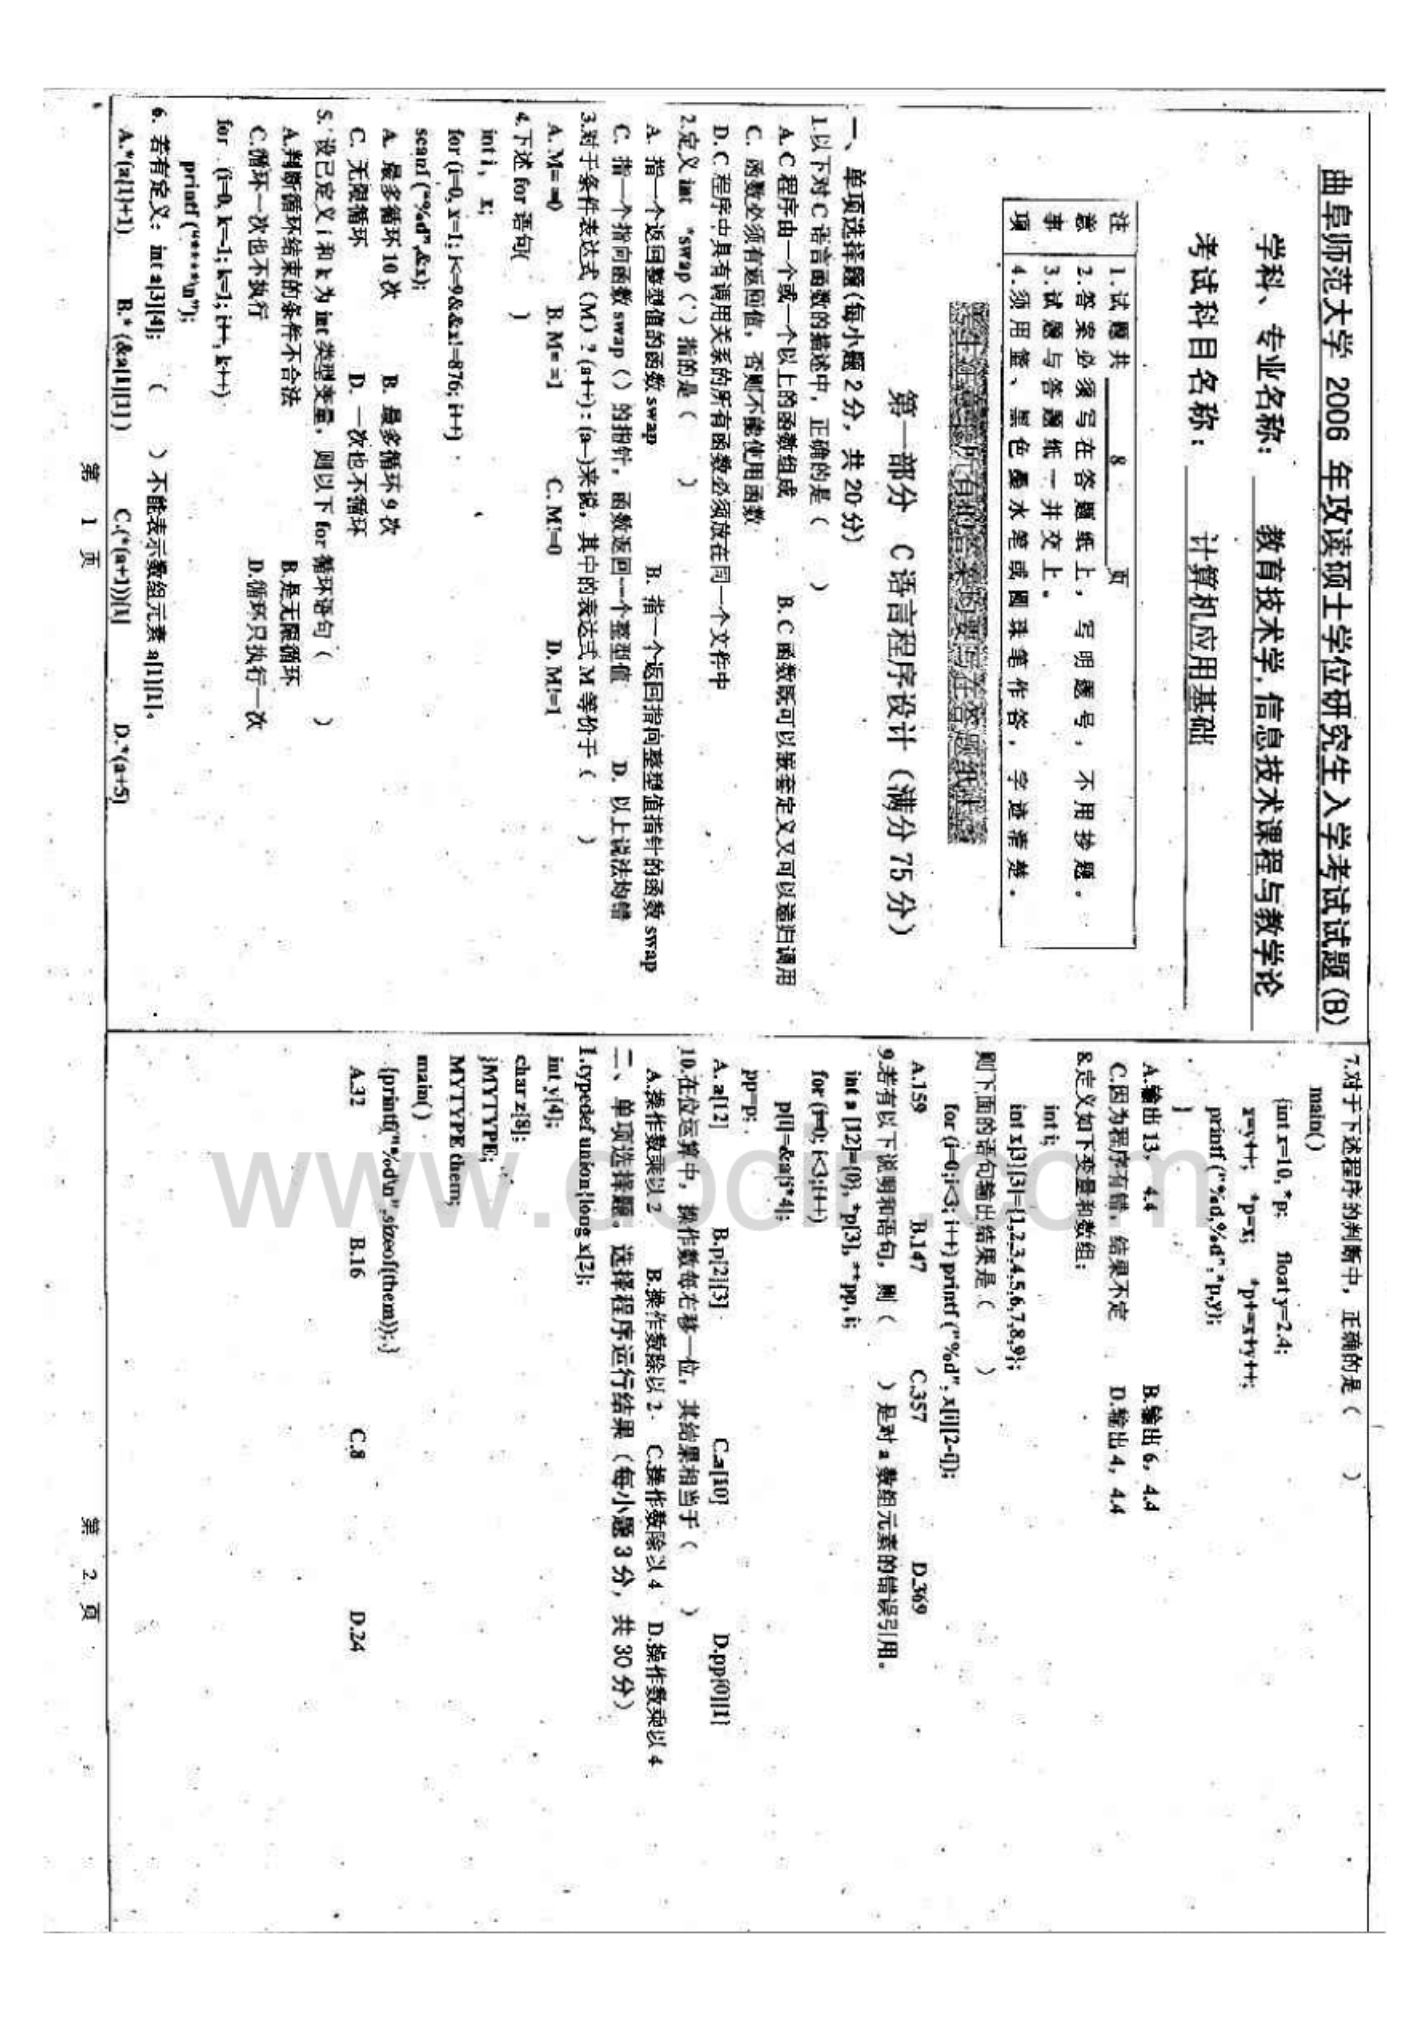 曲阜师范大学 2006 年攻读硕士学位研究生入学考试试题(B)
学科、专业名称: 教育技术学,信息技术课程与教学论
考试科目名称: 计算机应用基础
注意事项
1.试题共 8 页
2.答案必须写在答题纸上,写明题号,不用抄题。
3.试题与答题纸一并交上。
4.须用签、黑色墨水笔或圆珠笔作答,字迹清楚。
第一部分 C语言程序设计(满分75分)
一、单项选择题(每小题2分,共20分)
1.以下对C语言函数的描述中,正确的是( )
A.C程序由一个或一个以上的函数组成 B.C函数既可以嵌套定义又可以递归调用
C. 函数必须有返回值,否则不能使用函数
D.C程序中具有调用关系的所有函数必须放在同一个文件中
2.定义 int *swap()指的是( )
A. 指一个返回整型值的函数swap B. 指一个返回指向整型值指针的函数swap
C. 指一个指向函数swap()的指针,函数返回一个整型值 D. 以上说法均错
3.对于条件表达式(M)?(a++):(a--)来说,其中的表达式M等价于( )
A.M==0 B.M==1 C.M!=0 D.M!=1
4.下述for语句( )
int i, x;
for(i=0,x=1; i<=9&&x!=876; i++)
scanf("%d",&x);
A. 最多循环10次 B. 最多循环9次
C. 无限循环 D. 一次也不循环
5. 设已定义i和k为int类型变量,则以下for循环语句( )
A.判断循环结束的条件不合法 B.是无限循环
C.循环一次也不执行 D.循环只执行一次
for (i=0, k=-1; k=1; i++, k++)
printf("****\n");
6. 若有定义: int a[3][4]; ( )不能表示数组元素a[1][1]。
A.*(a[1]+1) B.*(&a[1][1]) C.(*(a+1))[1] D.*(a+5)
第 1 页
7.对于下述程序的判断中,正确的是( )
main()
{int x=10, *p; float y=2.4;
x=y++; *p=x; *p+=x+y++;
printf("%d,%d",*p,y);
}
A.输出13,4.4 B.输出6,4.4
C.因为程序有错,结果不定 D.输出4,4.4
8.定义如下变量和数组:
int i;
int x[3][3]={1,2,3,4,5,6,7,8,9};
则下面的语句输出结果是( )
for(i=0;i<3; i++) printf("%d", x[i][2-i]);
A.159 B.147 C.357 D.369
9.若有以下说明和语句,则( )是对a数组元素的错误引用。
int a [12]={0}, *p[3], **pp, i;
for(i=0; i<3;i++)
p[i]=&a[i*4];
pp=p;
A.a[12] B.p[2][3] C.a[10] D.pp[0][1]
10.在位运算中,操作数每右移一位,其结果相当于( )
A.操作数乘以2 B.操作数除以2 C.操作数除以4 D.操作数乘以4
二、单项选择题。选择程序运行结果(每小题3分,共30分)
1.typedef union{long x[2];
int y[4];
char z[8];
}MYTYPE;
MYTYPE them;
main()
{printf("%d\n",sizeof(them));}
A.32 B.16 C.8 D.24
第 2 页